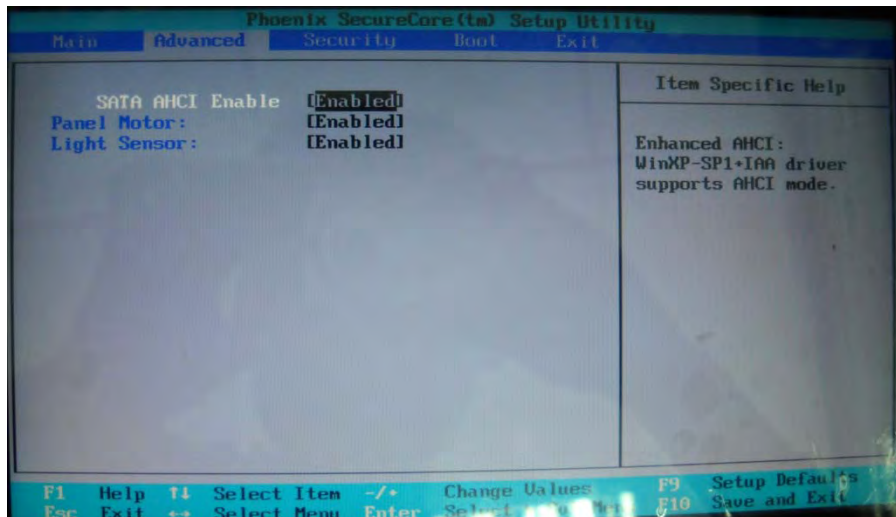 Phoenix SecureCore(tm) Setup Utility
Main Advanced Security Boot Exit
SATA AHCI Enable [Enabled]
Panel Motor: [Enabled]
Light Sensor: [Enabled]
Item Specific Help
Enhanced AHCI:
WinXP-SP1+IAA driver
supports AHCI mode.
F1 Help ↑↓ Select Item -/+ Change Values F9 Setup Defaults
Esc Exit ↔ Select Menu Enter Select F10 Save and Exit